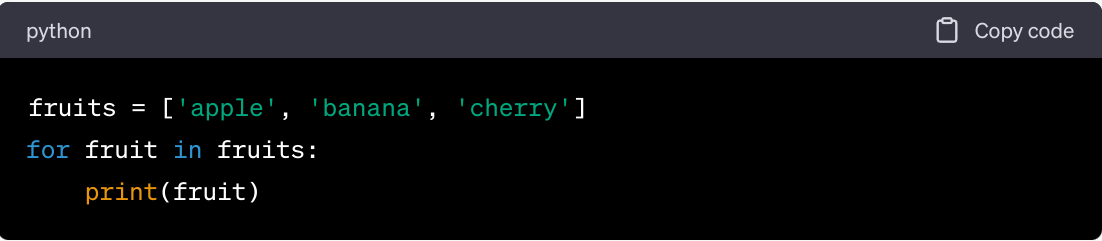 python Copy code
fruits = ['apple', 'banana', 'cherry']
for fruit in fruits:
    print(fruit)